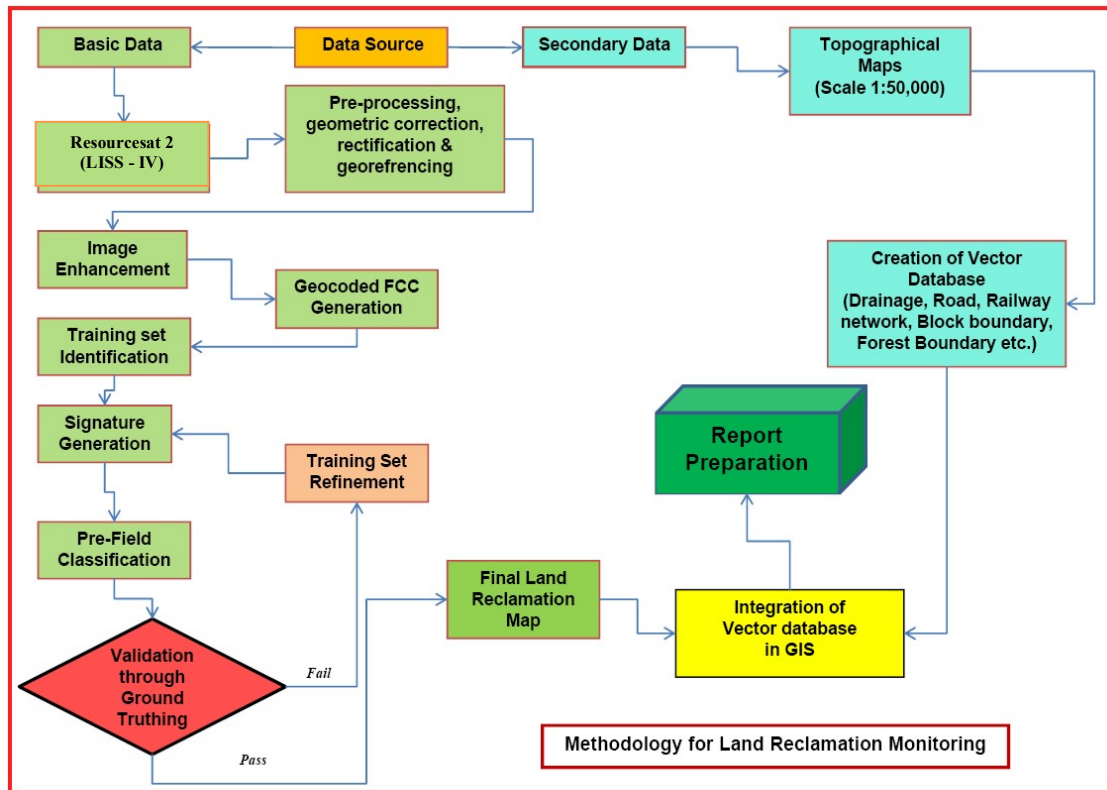 Basic Data
Data Source
Secondary Data
Topographical
Maps
(Scale 1:50,000)
Resourcesat 2
(LISS - IV)
Pre-processing,
geometric correction,
rectification &
georefrencing
Image
Enhancement
Geocoded FCC
Generation
Creation of Vector
Database
(Drainage, Road, Railway
network, Block boundary,
Forest Boundary etc.)
Training set
Identification
Signature
Generation
Training Set
Refinement
Report
Preparation
Pre-Field
Classification
Final Land
Reclamation
Map
Integration of
Vector database
in GIS
Validation
through
Ground
Truthing
Fail
Pass
Methodology for Land Reclamation Monitoring